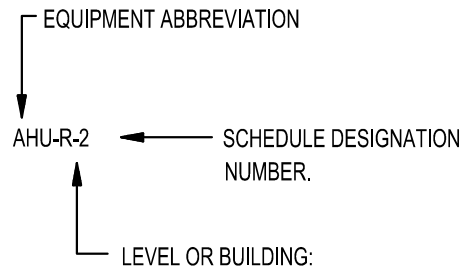 EQUIPMENT ABBREVIATION
AHU-R-2
SCHEDULE DESIGNATION
NUMBER.
LEVEL OR BUILDING: